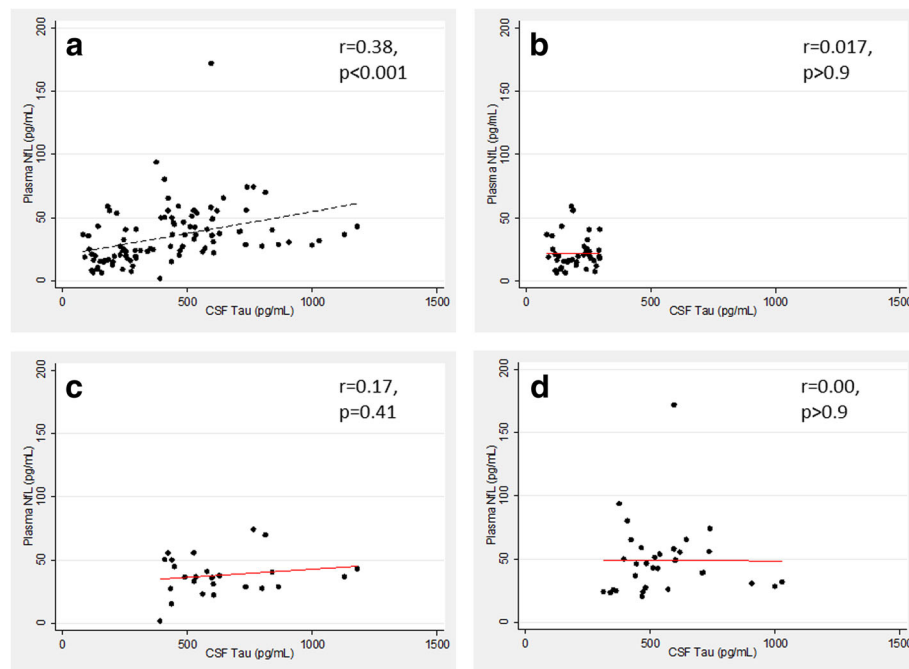 a
r=0.38,
p<0.001
Plasma NfL (pg/mL)
200
150
100
50
0
0 500 1000 1500
CSF Tau (pg/mL)
b
r=0.017,
p>0.9
Plasma NfL (pg/mL)
200
150
100
50
0
0 500 1000 1500
CSF Tau (pg/mL)
c
r=0.17,
p=0.41
Plasma NfL (pg/mL)
200
150
100
50
0
0 500 1000 1500
CSF Tau (pg/mL)
d
r=0.00,
p>0.9
Plasma NfL (pg/mL)
200
150
100
50
0
0 500 1000 1500
CSF Tau (pg/mL)